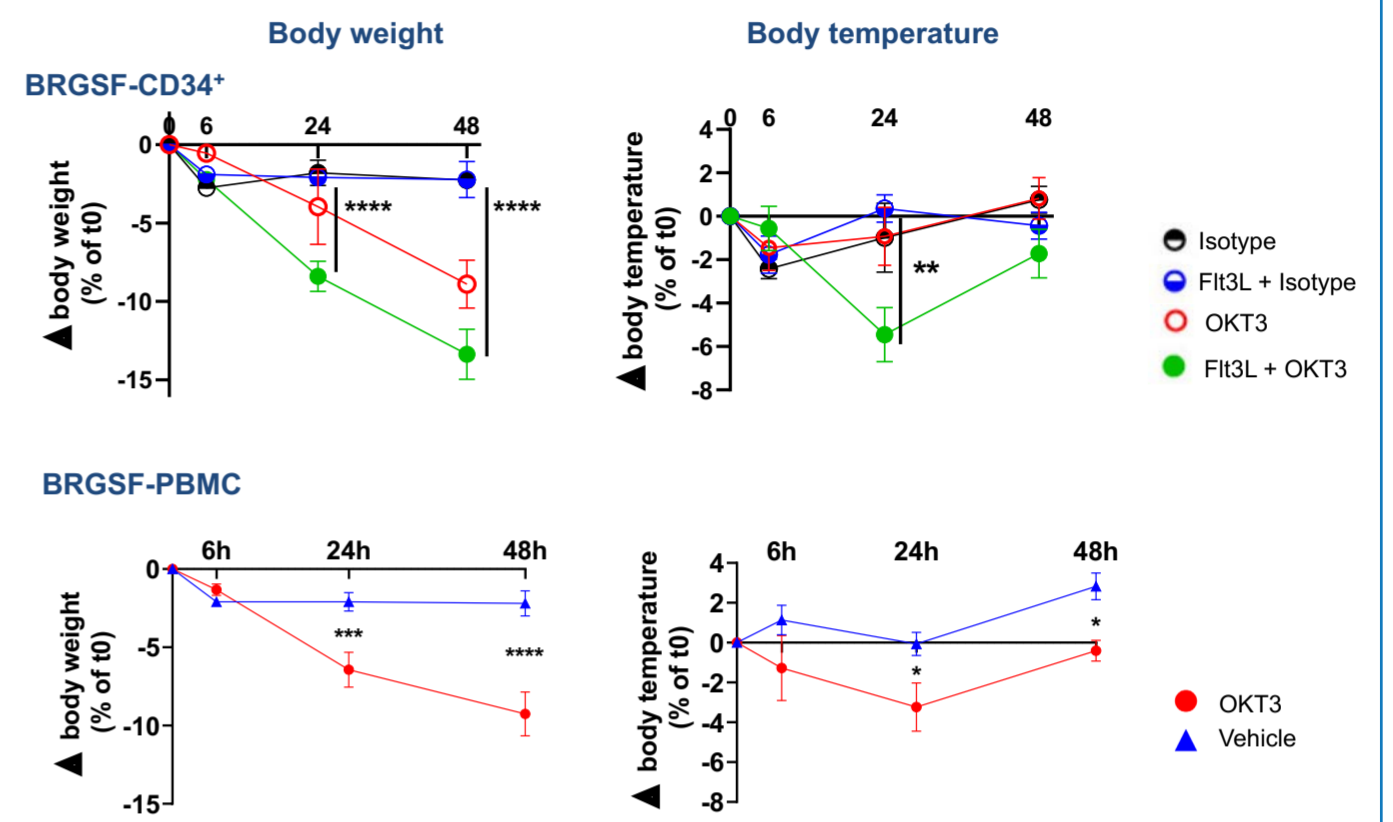 Body weight
Body temperature
BRGSF-CD34+
0 6 24 48
0
-5
-10
-15
▲ body weight
(% of t0)
****
****
0 6 24 48
4
2
0
-2
-4
-6
-8
▲ body temperature
(% of t0)
**
Isotype
Flt3L + Isotype
OKT3
Flt3L + OKT3
BRGSF-PBMC
6h 24h 48h
0
-5
-10
-15
▲ body weight
(% of t0)
***
****
6h 24h 48h
4
2
0
-2
-4
-6
-8
▲ body temperature
(% of t0)
*
*
OKT3
Vehicle